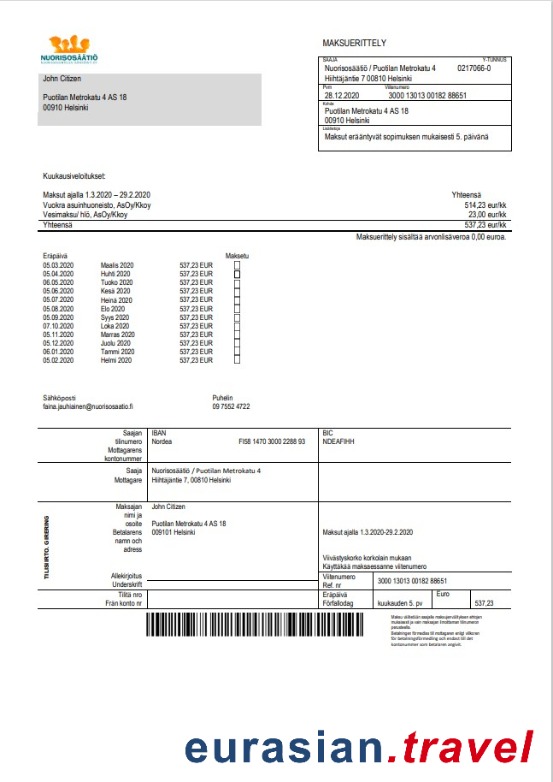 NUORISOSÄÄTIÖ
MAKSUERITTELY
SAAJA Y-TUNNUS
Nuorisosäätiö / Puotilan Metrokatu 4 0217066-0
Hiihtäjäntie 7 00810 Helsinki
Pvm Viitenumero
28.12.2020 3000 13013 00182 88651
Kohde
Puotilan Metrokatu 4 AS 18
00910 Helsinki
Lisätietoja
Maksut erääntyvät sopimuksen mukaisesti 5. päivänä
John Citizen
Puotilan Metrokatu 4 AS 18
00910 Helsinki
Kuukausiveloitukset:
Maksut ajalla 1.3.2020 – 29.2.2020 Yhteensä
Vuokra asuinhuoneisto, AsOy/Kkoy 514,23 eur/kk
Vesimaksu/ hlö, AsOy/Kkoy 23,00 eur/kk
Yhteensä 537,23 eur/kk
Maksuerittely sisältää arvonlisäveroa 0,00 euroa.
Eräpäivä Maksettu
05.03.2020 Maalis 2020 537,23 EUR
05.04.2020 Huhti 2020 537,23 EUR
06.05.2020 Tuoko 2020 537,23 EUR
05.06.2020 Kesä 2020 537,23 EUR
05.07.2020 Heinä 2020 537,23 EUR
05.08.2020 Elo 2020 537,23 EUR
05.09.2020 Syys 2020 537,23 EUR
07.10.2020 Loka 2020 537,23 EUR
05.11.2020 Marras 2020 537,23 EUR
05.12.2020 Juolu 2020 537,23 EUR
06.01.2020 Tammi 2020 537,23 EUR
05.02.2020 Helmi 2020 537,23 EUR
Sähköposti Puhelin
faina.jauhiainen@nuorisosaatio.fi 09 7552 4722
Saajan tilinumero Mottagarens kontonummer
IBAN BIC
Nordea FI58 1470 3000 2288 93 NDEAFIHH
Saaja Nuorisosäätiö / Puotilan Metrokatu 4
Mottagare Hiihtäjäntie 7, 00810 Helsinki
TILISIIRTO. GIRERING
Maksajan nimi ja osoite Betalarens namn och adress
John Citizen
Puotilan Metrokatu 4 AS 18
009101 Helsinki
Maksut ajalla 1.3.2020-29.2.2020
Viivästyskorko korkolain mukaan
Käyttäkää maksaessanne viitenumero
Allekirjoitus
Underskrift
Viitenumero
Ref. nr
3000 13013 00182 88651
Tililtä nro
Från konto nr
Eräpäivä
Förfallodag
kuukauden 5. pv
Euro
537,23
eurasian.travel